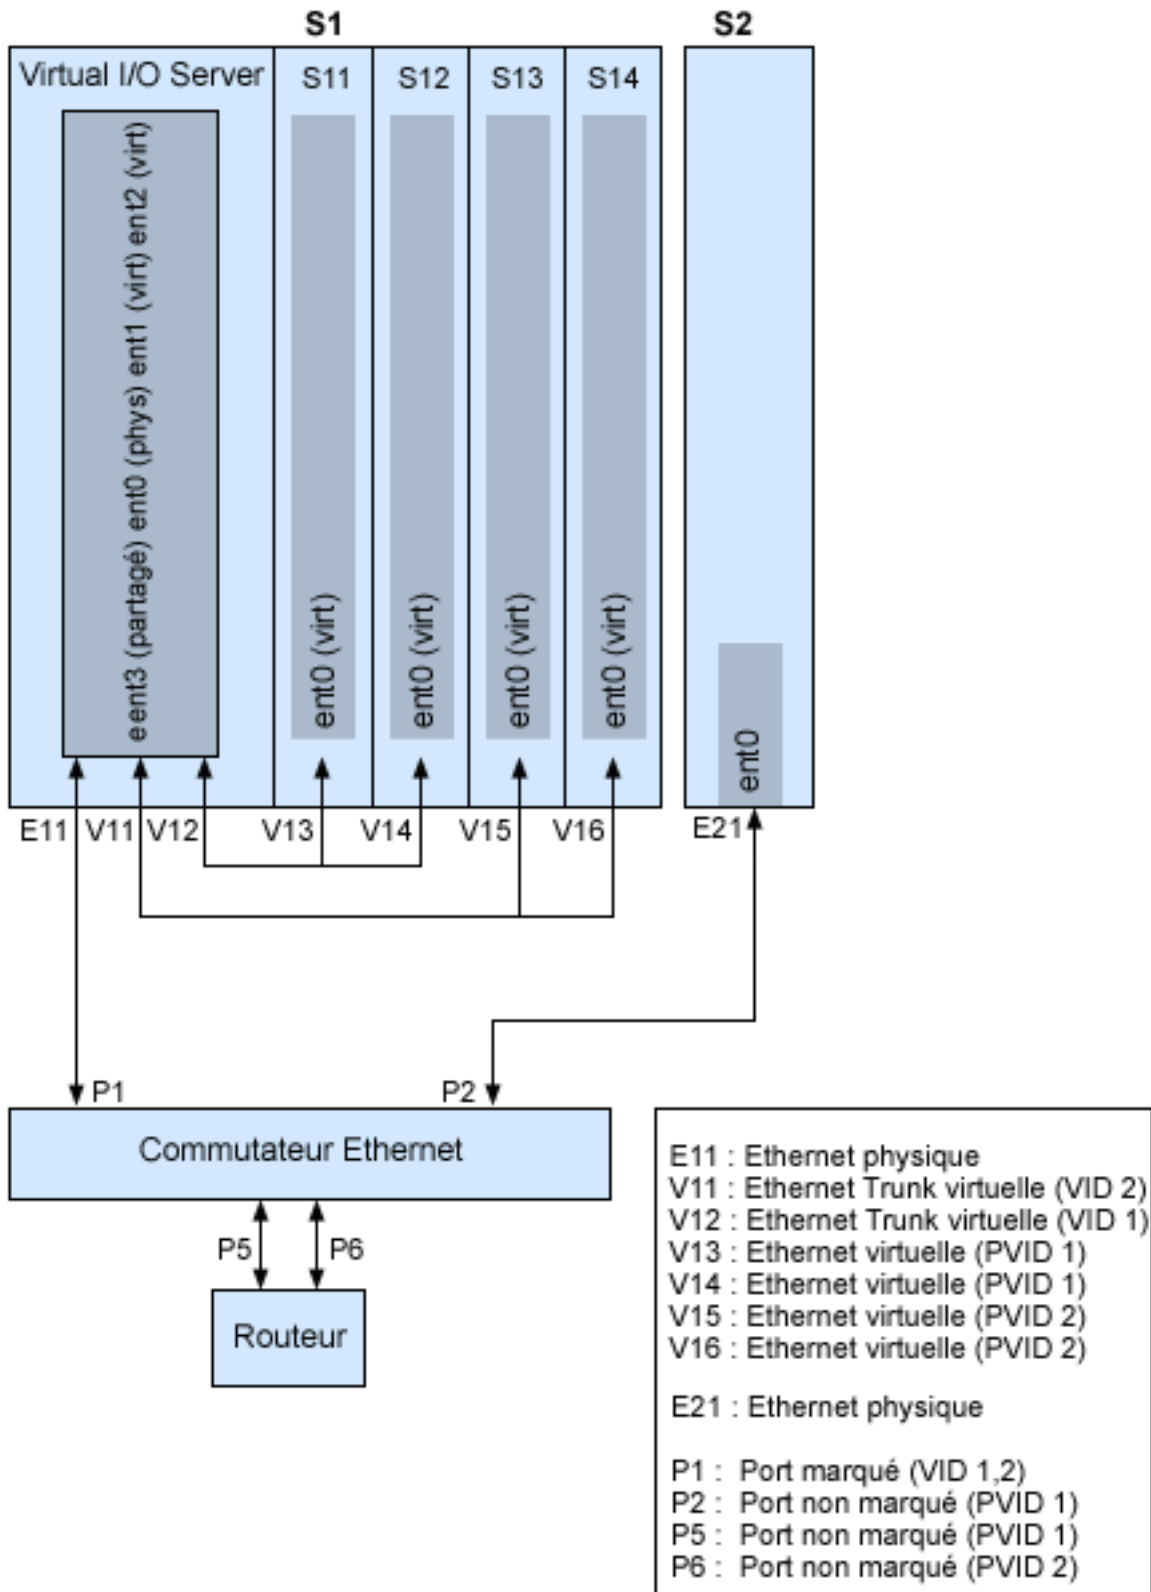 S1
S2
Virtual I/O Server
S11
S12
S13
S14
eent3 (partagé) ent0 (phys) ent1 (virt) ent2 (virt)
ent0 (virt)
ent0 (virt)
ent0 (virt)
ent0 (virt)
ent0
E11
V11
V12
V13
V14
V15
V16
E21
P1
P2
Commutateur Ethernet
P5
P6
Routeur
E11 : Ethernet physique
V11 : Ethernet Trunk virtuelle (VID 2)
V12 : Ethernet Trunk virtuelle (VID 1)
V13 : Ethernet virtuelle (PVID 1)
V14 : Ethernet virtuelle (PVID 1)
V15 : Ethernet virtuelle (PVID 2)
V16 : Ethernet virtuelle (PVID 2)
E21 : Ethernet physique
P1 : Port marqué (VID 1,2)
P2 : Port non marqué (PVID 1)
P5 : Port non marqué (PVID 1)
P6 : Port non marqué (PVID 2)